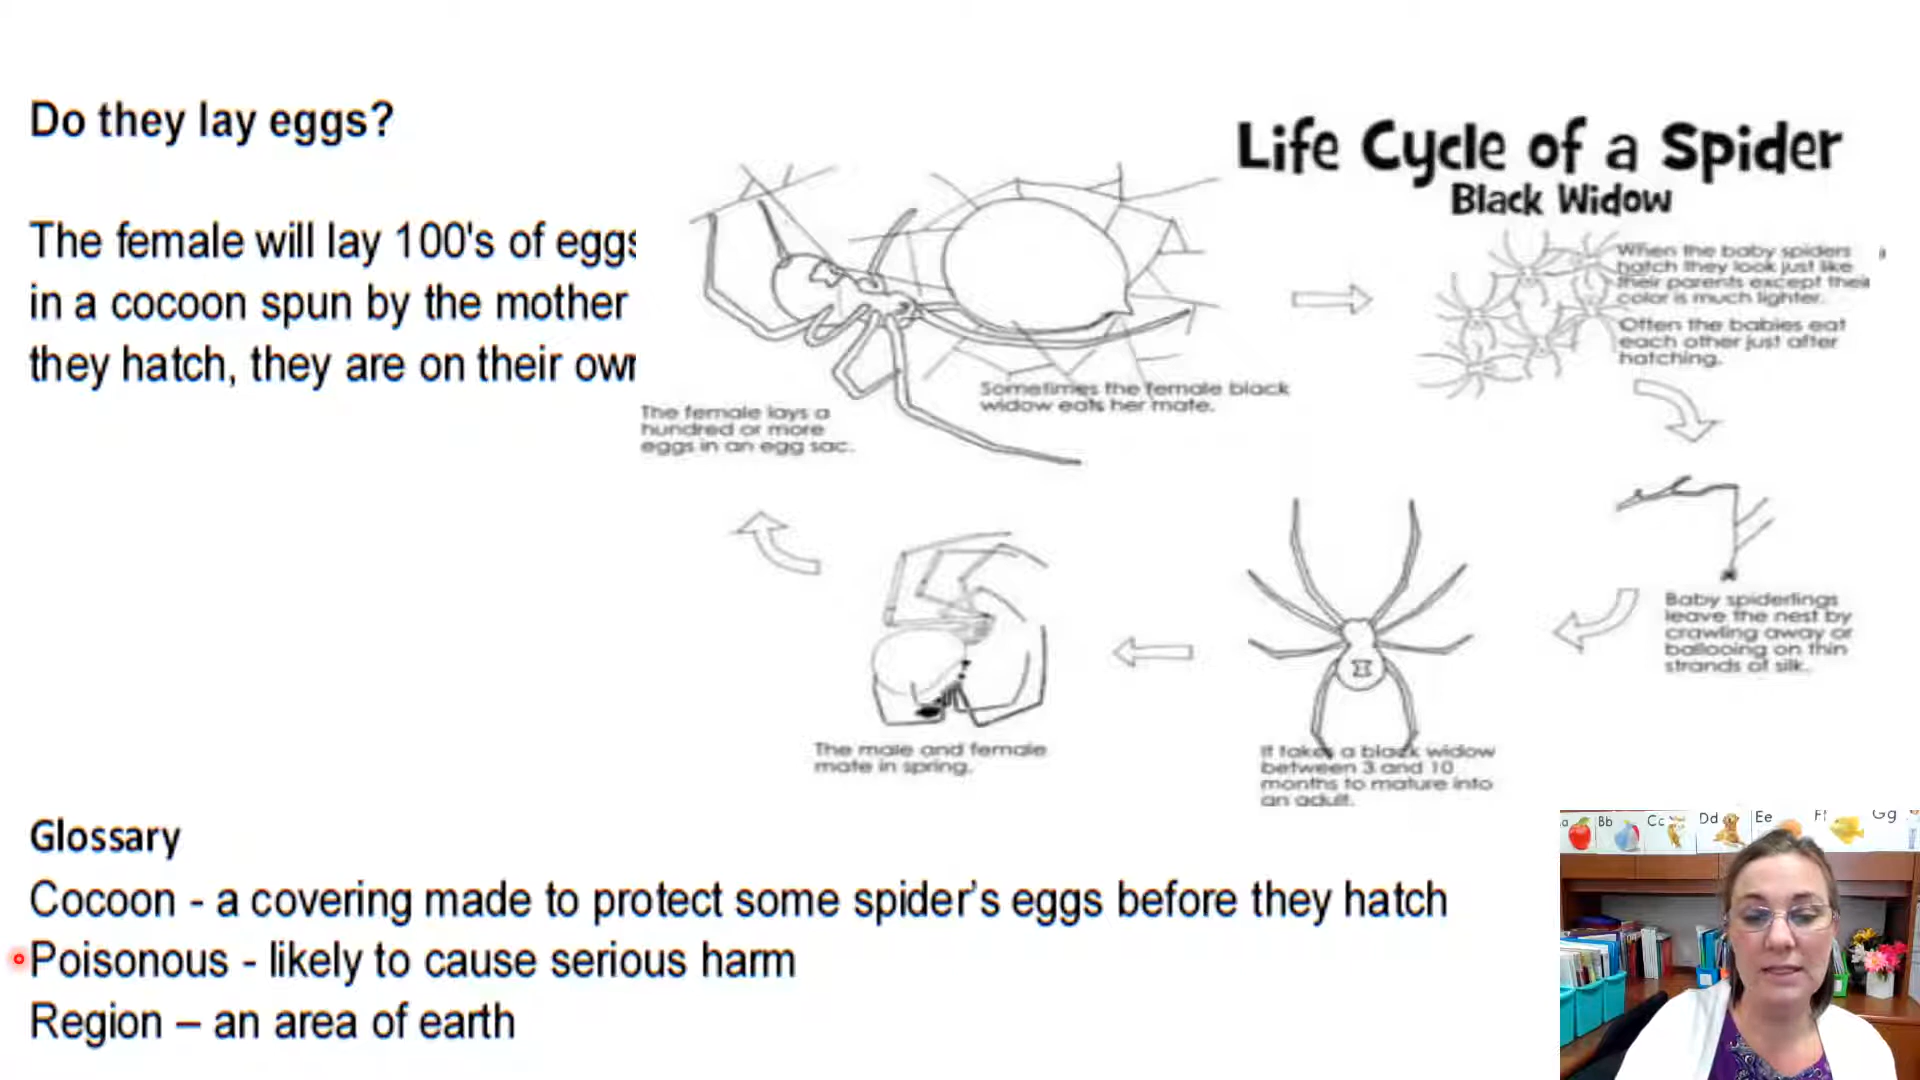 Do they lay eggs?
The female will lay 100's of eggs
in a cocoon spun by the mother
they hatch, they are on their own
Life Cycle of a Spider
Black Widow
When the baby spiders
hatch they look just like
their parents except their
color is much lighter.
Often the babies eat
each other just after
hatching.
Sometimes the female black
widow eats her mate.
The female lays a
hundred or more
eggs in an egg sac.
Baby spiderlings
leave the nest by
crawling away or
ballooing on thin
strands of silk.
The male and female
mate in spring.
It takes a black widow
between 3 and 10
months to mature into
an adult.
Glossary
Cocoon - a covering made to protect some spider's eggs before they hatch
Poisonous - likely to cause serious harm
Region – an area of earth
a Bb Cc Dd Ee Ff Gg